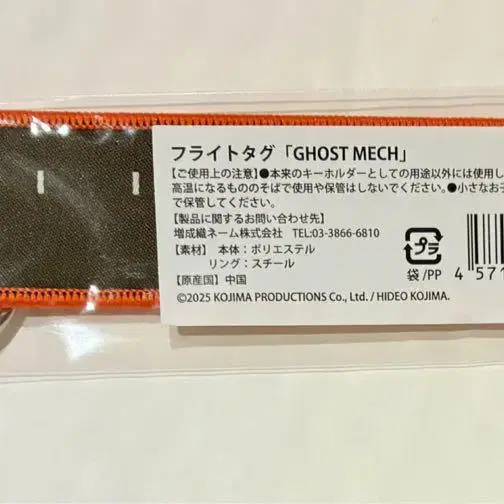 フライトタグ「GHOST MECH」
【ご使用上の注意】●本来のキーホルダーとしての用途以外には使用し
高温になるもののそばで使用や保管はしないでください。●小さなお子
で保管してください。
【製品に関するお問い合わせ先】
増成織ネーム株式会社 TEL:03-3866-6810
【素材】 本体：ポリエステル
リング：スチール
【原産国】中国
©2025 KOJIMA PRODUCTIONS Co., Ltd. / HIDEO KOJIMA.
プラ
袋/PP
4 571